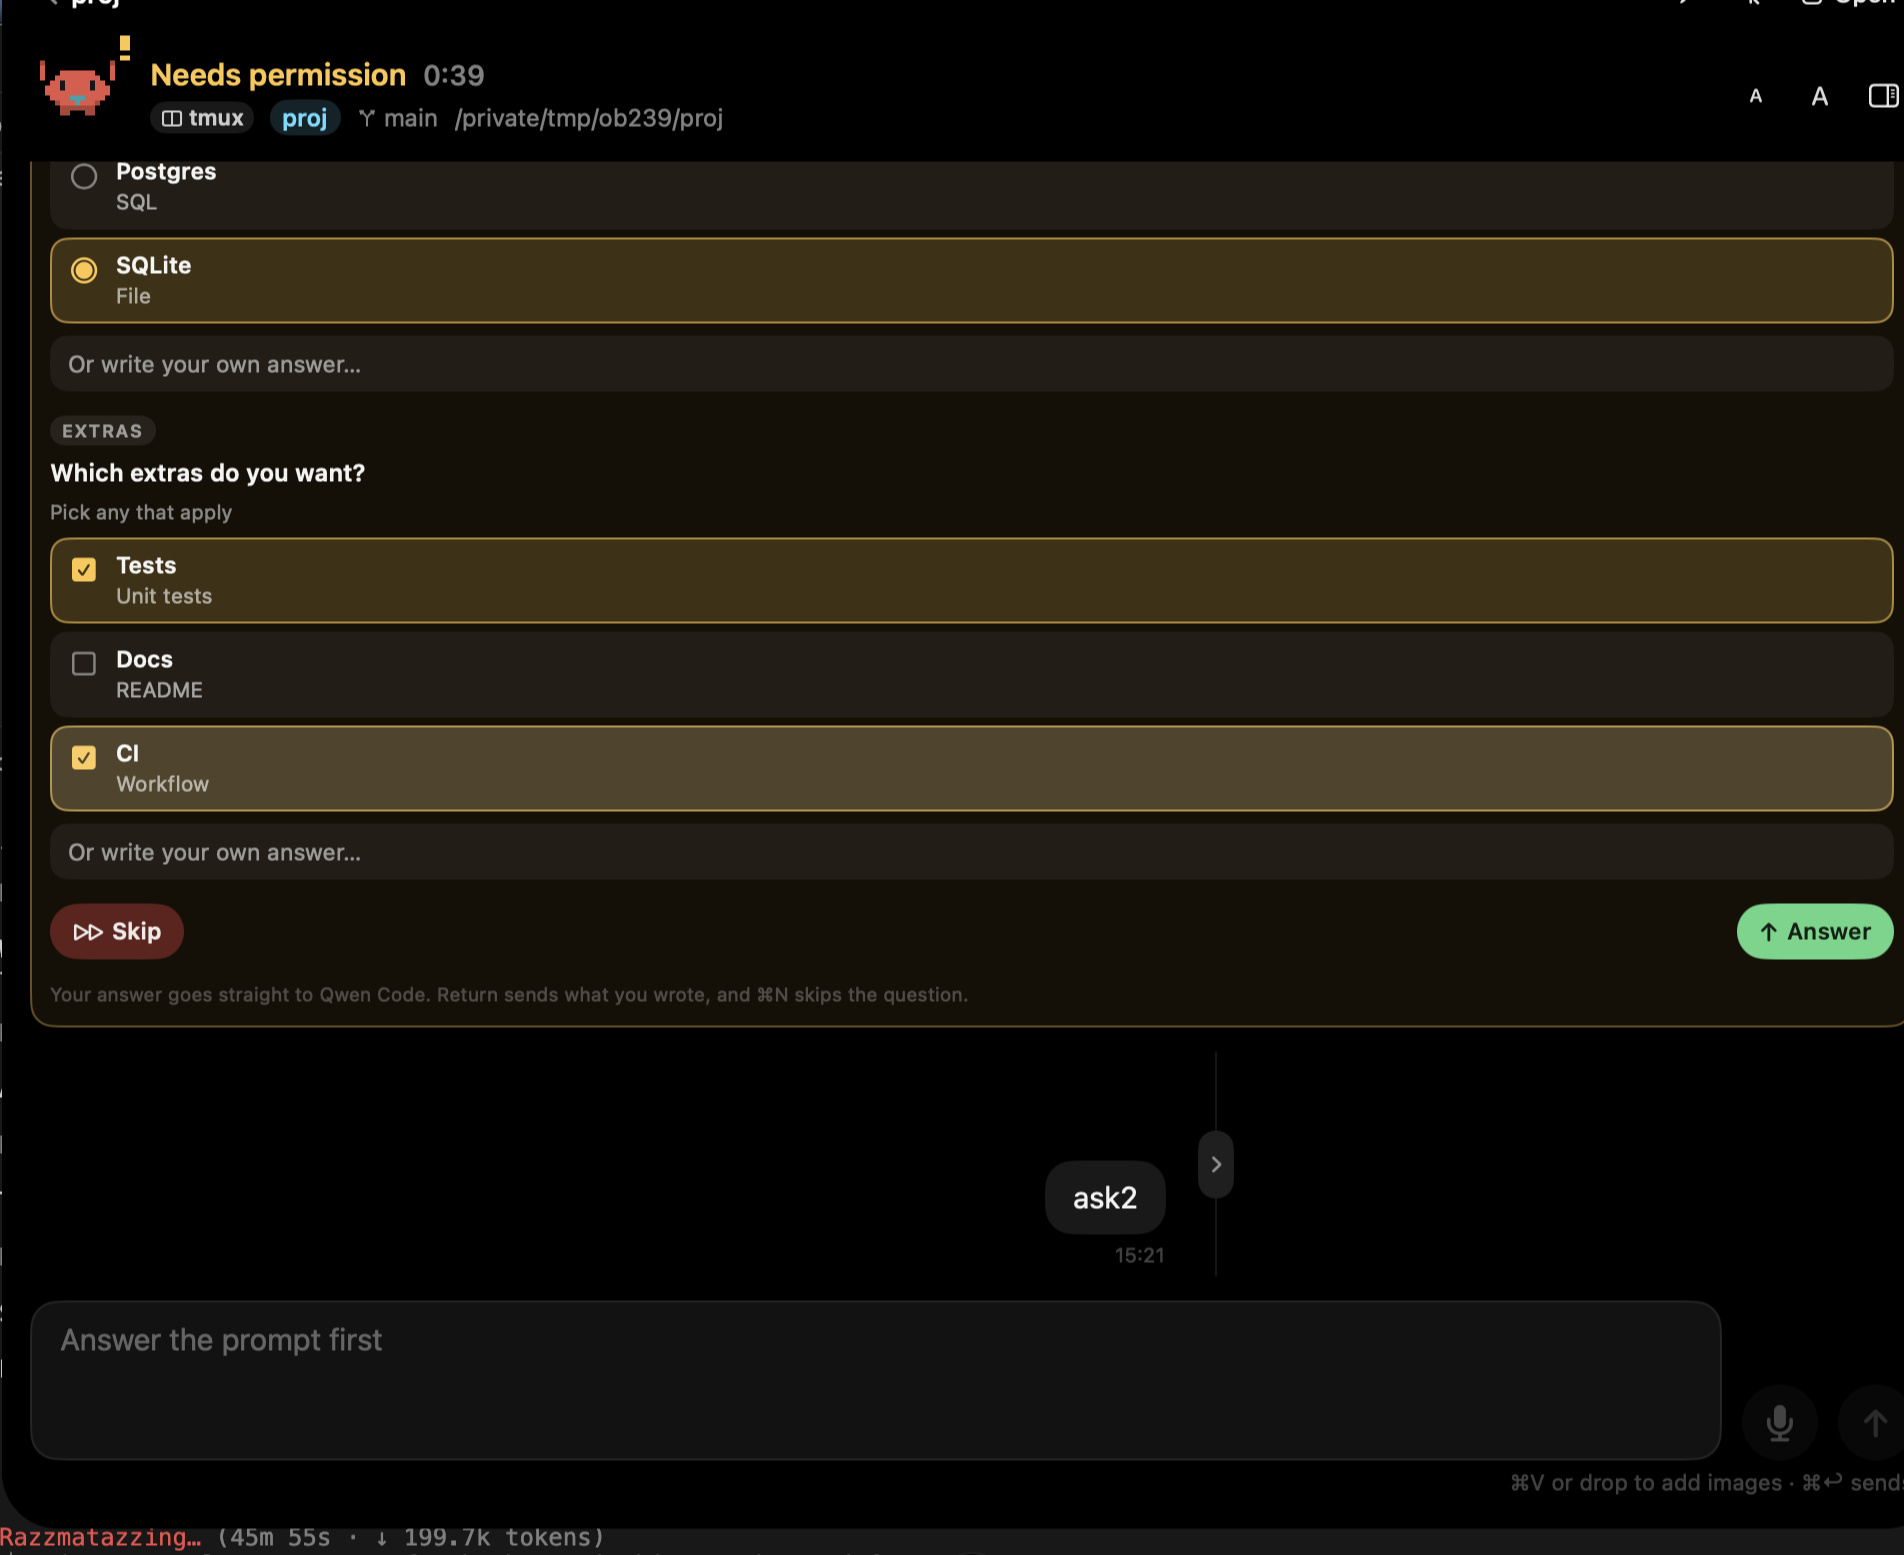 proj
Open
Needs permission 0:39
A A
tmux proj main /private/tmp/ob239/proj
Postgres
SQL
SQLite
File
Or write your own answer...
EXTRAS
Which extras do you want?
Pick any that apply
Tests
Unit tests
Docs
README
CI
Workflow
Or write your own answer...
Skip
Answer
Your answer goes straight to Qwen Code. Return sends what you wrote, and ⌘N skips the question.
ask2
15:21
Answer the prompt first
⌘V or drop to add images · ⌘↩ sends
Razzmatazzing… (45m 55s · ↓ 199.7k tokens)